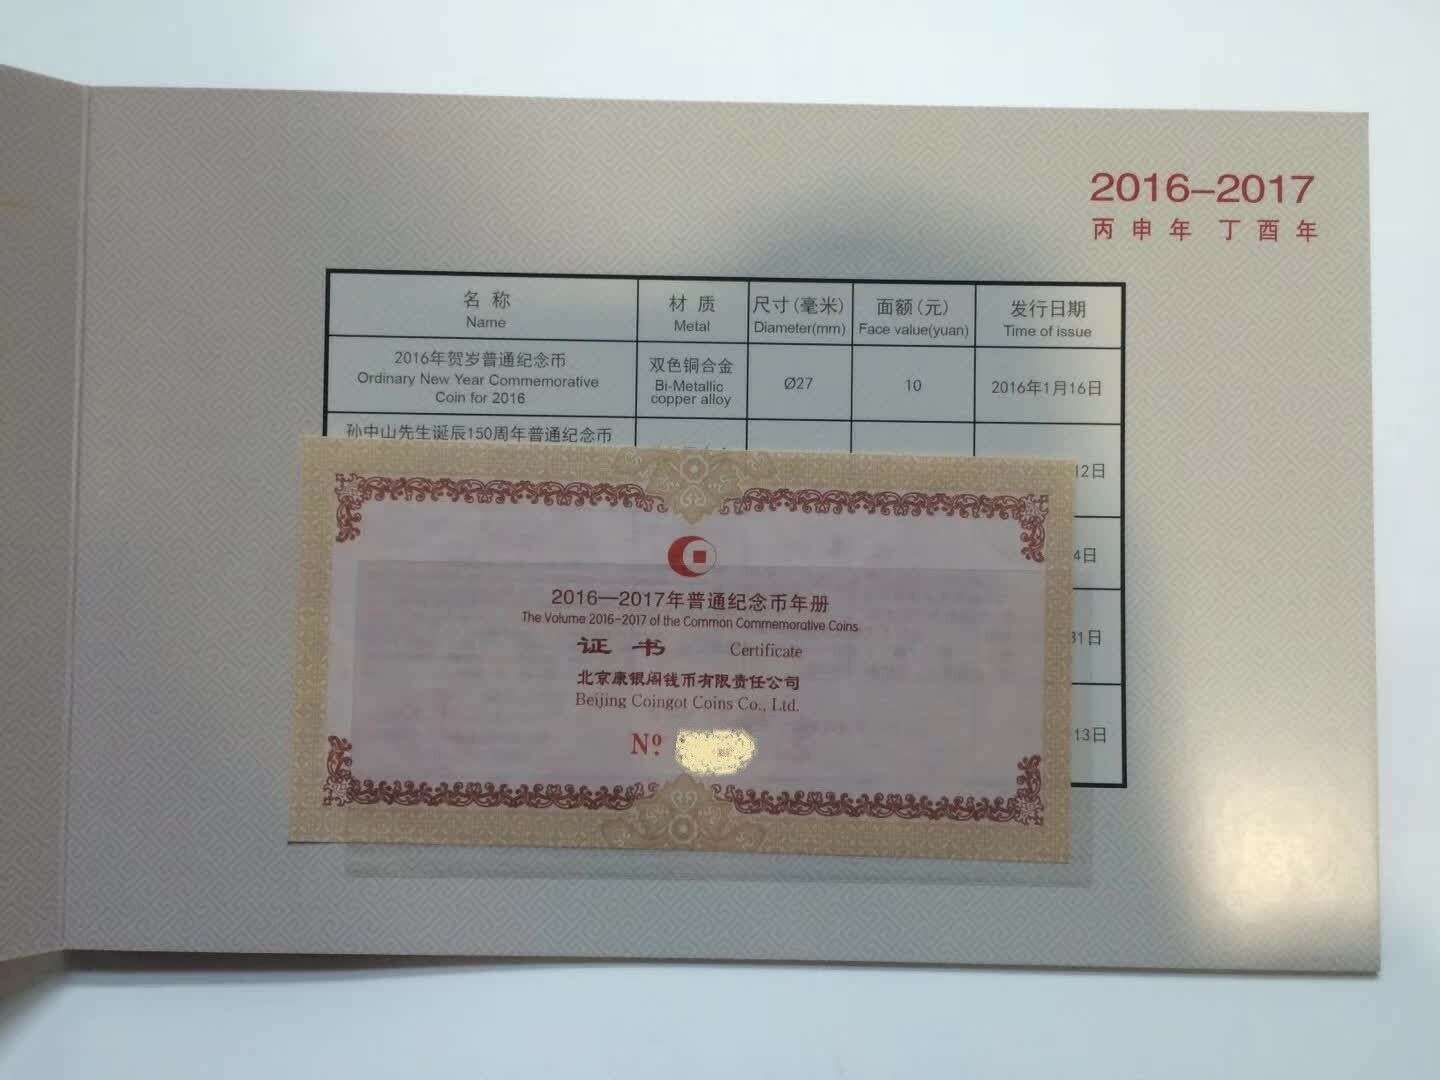 2016–2017
丙申年 丁酉年
名 称 材 质 尺寸(毫米) 面额(元) 发行日期
Name Metal Diameter(mm) Face value(yuan) Time of issue
2016年贺岁普通纪念币 双色铜合金
Ordinary New Year Commemorative Bi-Metallic Ø27 10 2016年1月16日
Coin for 2016 copper alloy
孙中山先生诞辰150周年普通纪念币
12日
4日
31日
13日
2016—2017年普通纪念币年册
The Volume 2016-2017 of the Common Commemorative Coins
证 书 Certificate
北京康银阁钱币有限责任公司
Beijing Coingot Coins Co., Ltd.
Nº